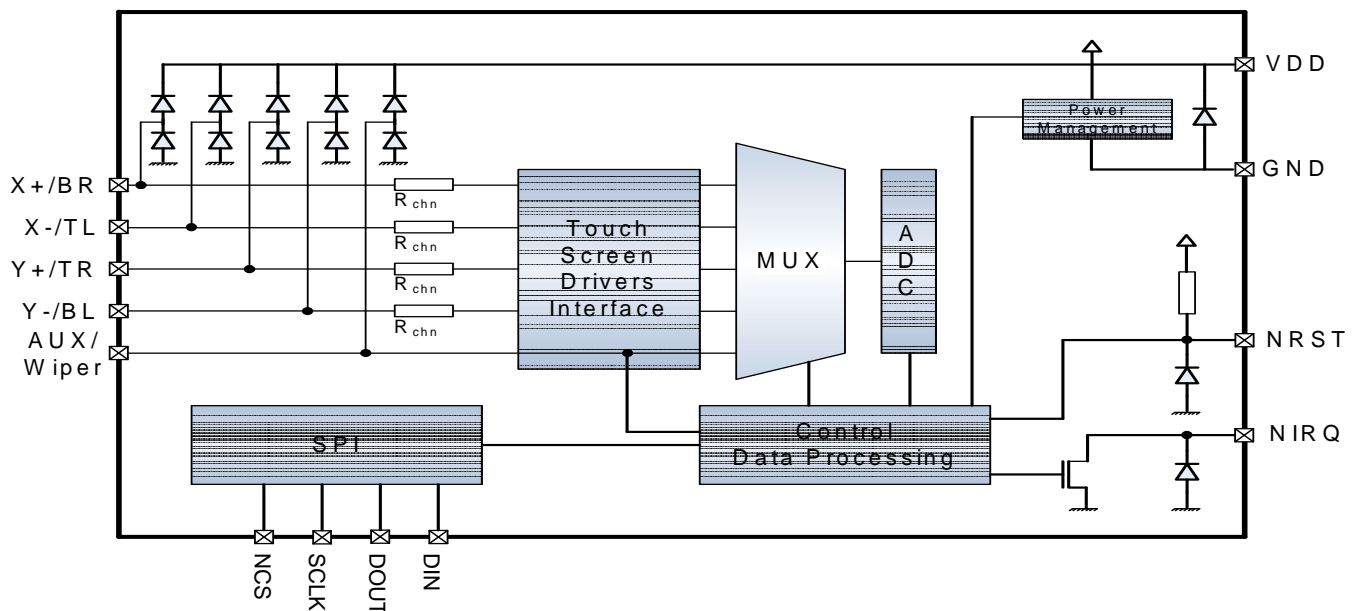 VDD
Power
Management
GND
X+/BR
Rchn
X-/TL
Rchn
Y+/TR
Rchn
Y-/BL
Rchn
AUX/
Wiper
Touch
Screen
Drivers
Interface
MUX
A
D
C
NRST
NIRQ
SPI
Control
Data Processing
NCS
SCLK
DOUT
DIN